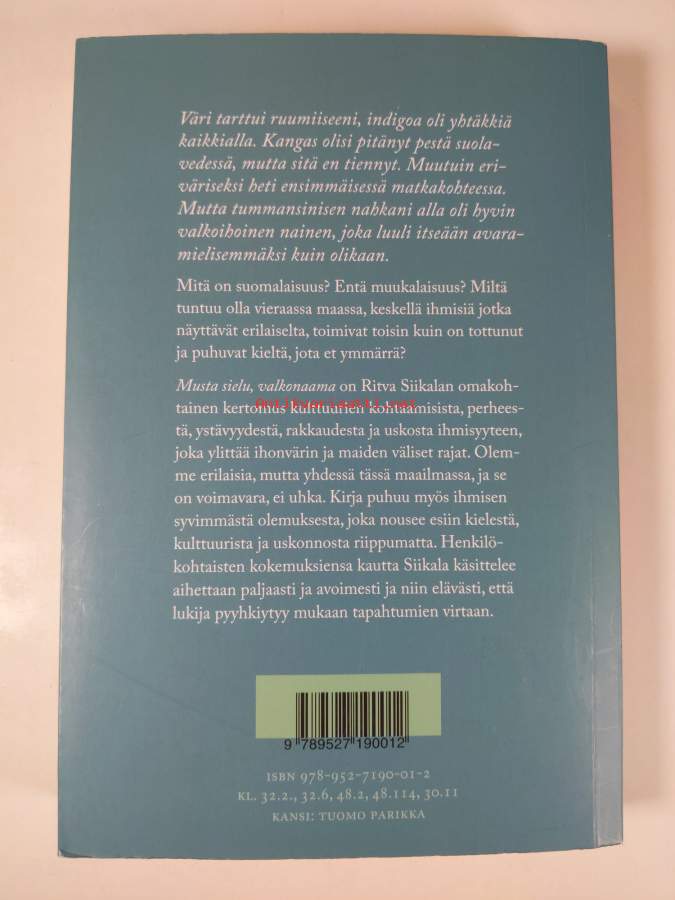 Väri tarttui ruumiiseeni, indigoa oli yhtäkkiä
kaikkialla. Kangas olisi pitänyt pestä suola-
vedessä, mutta sitä en tiennyt. Muutuin eri-
väriseksi heti ensimmäisessä matkakohteessa.
Mutta tummansinisen nahkani alla oli hyvin
valkoihoinen nainen, joka luuli itseään avara-
mielisemmäksi kuin olikaan.
Mitä on suomalaisuus? Entä muukalaisuus? Miltä
tuntuu olla vieraassa maassa, keskellä ihmisiä jotka
näyttävät erilaiselta, toimivat toisin kuin on tottunut
ja puhuvat kieltä, jota et ymmärrä?
Musta sielu, valkonaama on Ritva Siikalan omakoh-
Antikvariaatti.net
tainen kertomus kulttuurien kohtaamisista, perhees-
tä, ystävyydestä, rakkaudesta ja uskosta ihmisyyteen,
joka ylittää ihonvärin ja maiden väliset rajat. Olem-
me erilaisia, mutta yhdessä tässä maailmassa, ja se
on voimavara, ei uhka. Kirja puhuu myös ihmisen
syvimmästä olemuksesta, joka nousee esiin kielestä,
kulttuurista ja uskonnosta riippumatta. Henkilö-
kohtaisten kokemuksiensa kautta Siikala käsittelee
aihettaan paljaasti ja avoimesti ja niin elävästi, että
lukija pyyhkiytyy mukaan tapahtumien virtaan.
9 789527 190012
ISBN 978-952-7190-01-2
KL. 32.2., 32.6, 48.2, 48.114, 30.11
KANSI: TUOMO PARIKKA